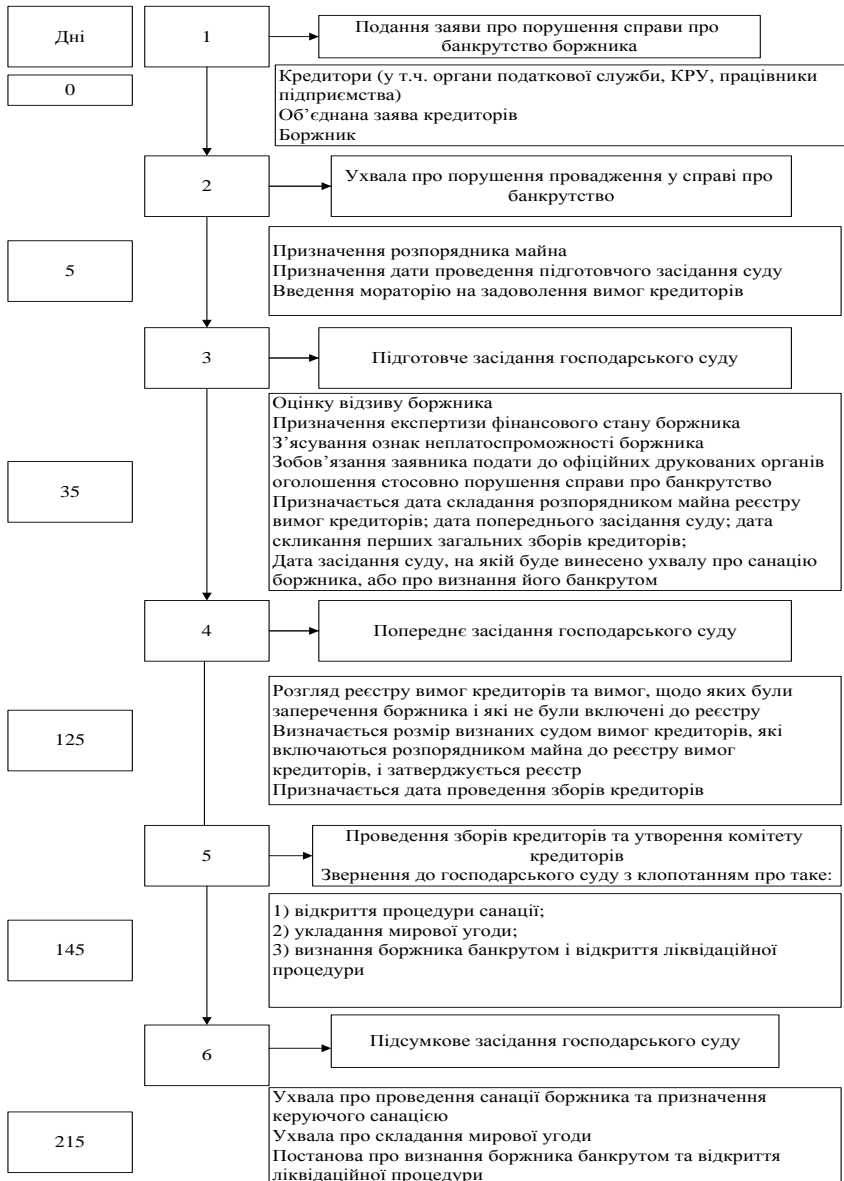 Дні
1
Подання заяви про порушення справи про
банкрутство боржника
0
Кредитори (у т.ч. органи податкової служби, КРУ, працівники
підприємства)
Об’єднана заява кредиторів
Боржник
2
Ухвала про порушення провадження у справі про
банкрутство
5
Призначення розпорядника майна
Призначення дати проведення підготовчого засідання суду
Введення мораторію на задоволення вимог кредиторів
3
Підготовче засідання господарського суду
35
Оцінку відзиву боржника
Призначення експертизи фінансового стану боржника
З’ясування ознак неплатоспроможності боржника
Зобов’язання заявника подати до офіційних друкованих органів
оголошення стосовно порушення справи про банкрутство
Призначається дата складання розпорядником майна реєстру
вимог кредиторів; дата попереднього засідання суду; дата
скликання перших загальних зборів кредиторів;
Дата засідання суду, на якій буде винесено ухвалу про санацію
боржника, або про визнання його банкрутом
4
Попереднє засідання господарського суду
125
Розгляд реєстру вимог кредиторів та вимог, щодо яких були
заперечення боржника і які не були включені до реєстру
Визначається розмір визнаних судом вимог кредиторів, які
включаються розпорядником майна до реєстру вимог
кредиторів, і затверджується реєстр
Призначається дата проведення зборів кредиторів
5
Проведення зборів кредиторів та утворення комітету
кредиторів
Звернення до господарського суду з клопотанням про таке:
145
1) відкриття процедури санації;
2) укладання мирової угоди;
3) визнання боржника банкрутом і відкриття ліквідаційної
процедури
6
Підсумкове засідання господарського суду
215
Ухвала про проведення санації боржника та призначення
керуючого санацією
Ухвала про складання мирової угоди
Постанова про визнання боржника банкрутом та відкриття
ліквідаційної процедури